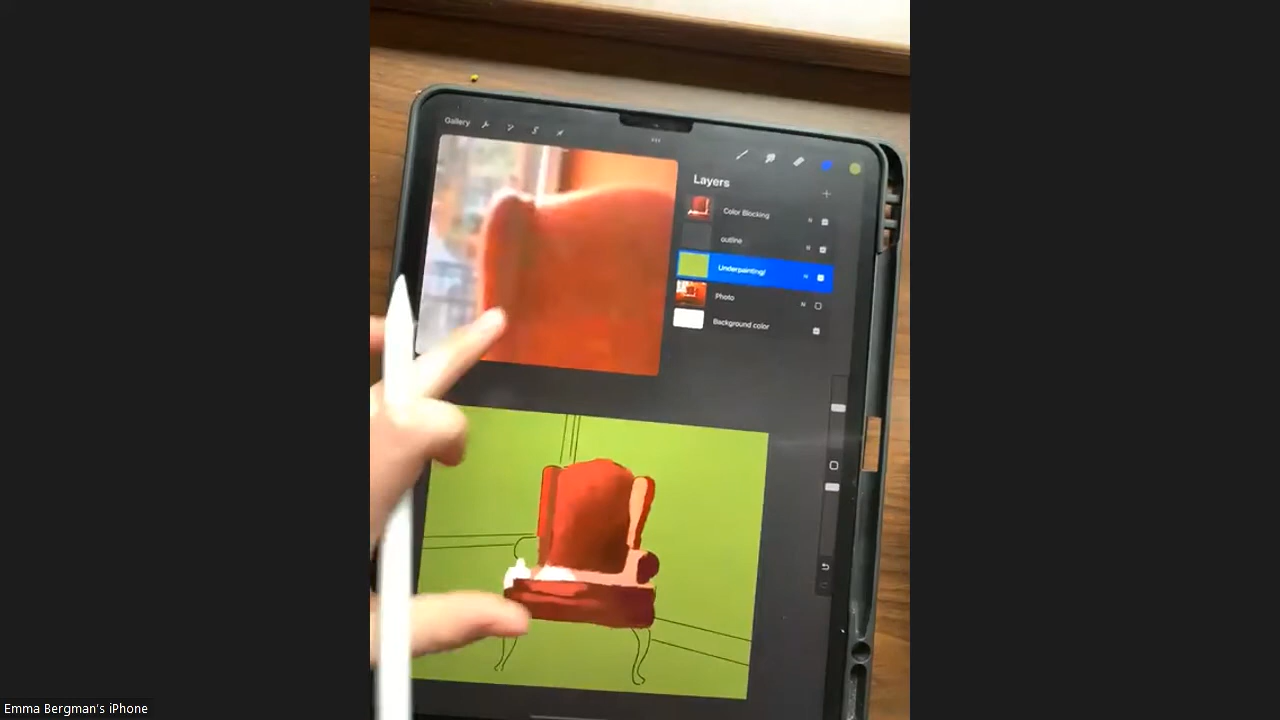 Gallery
Layers
Color Blocking
N
outline
N
Underpainting/
N
Photo
N
Background color
Emma Bergman's iPhone